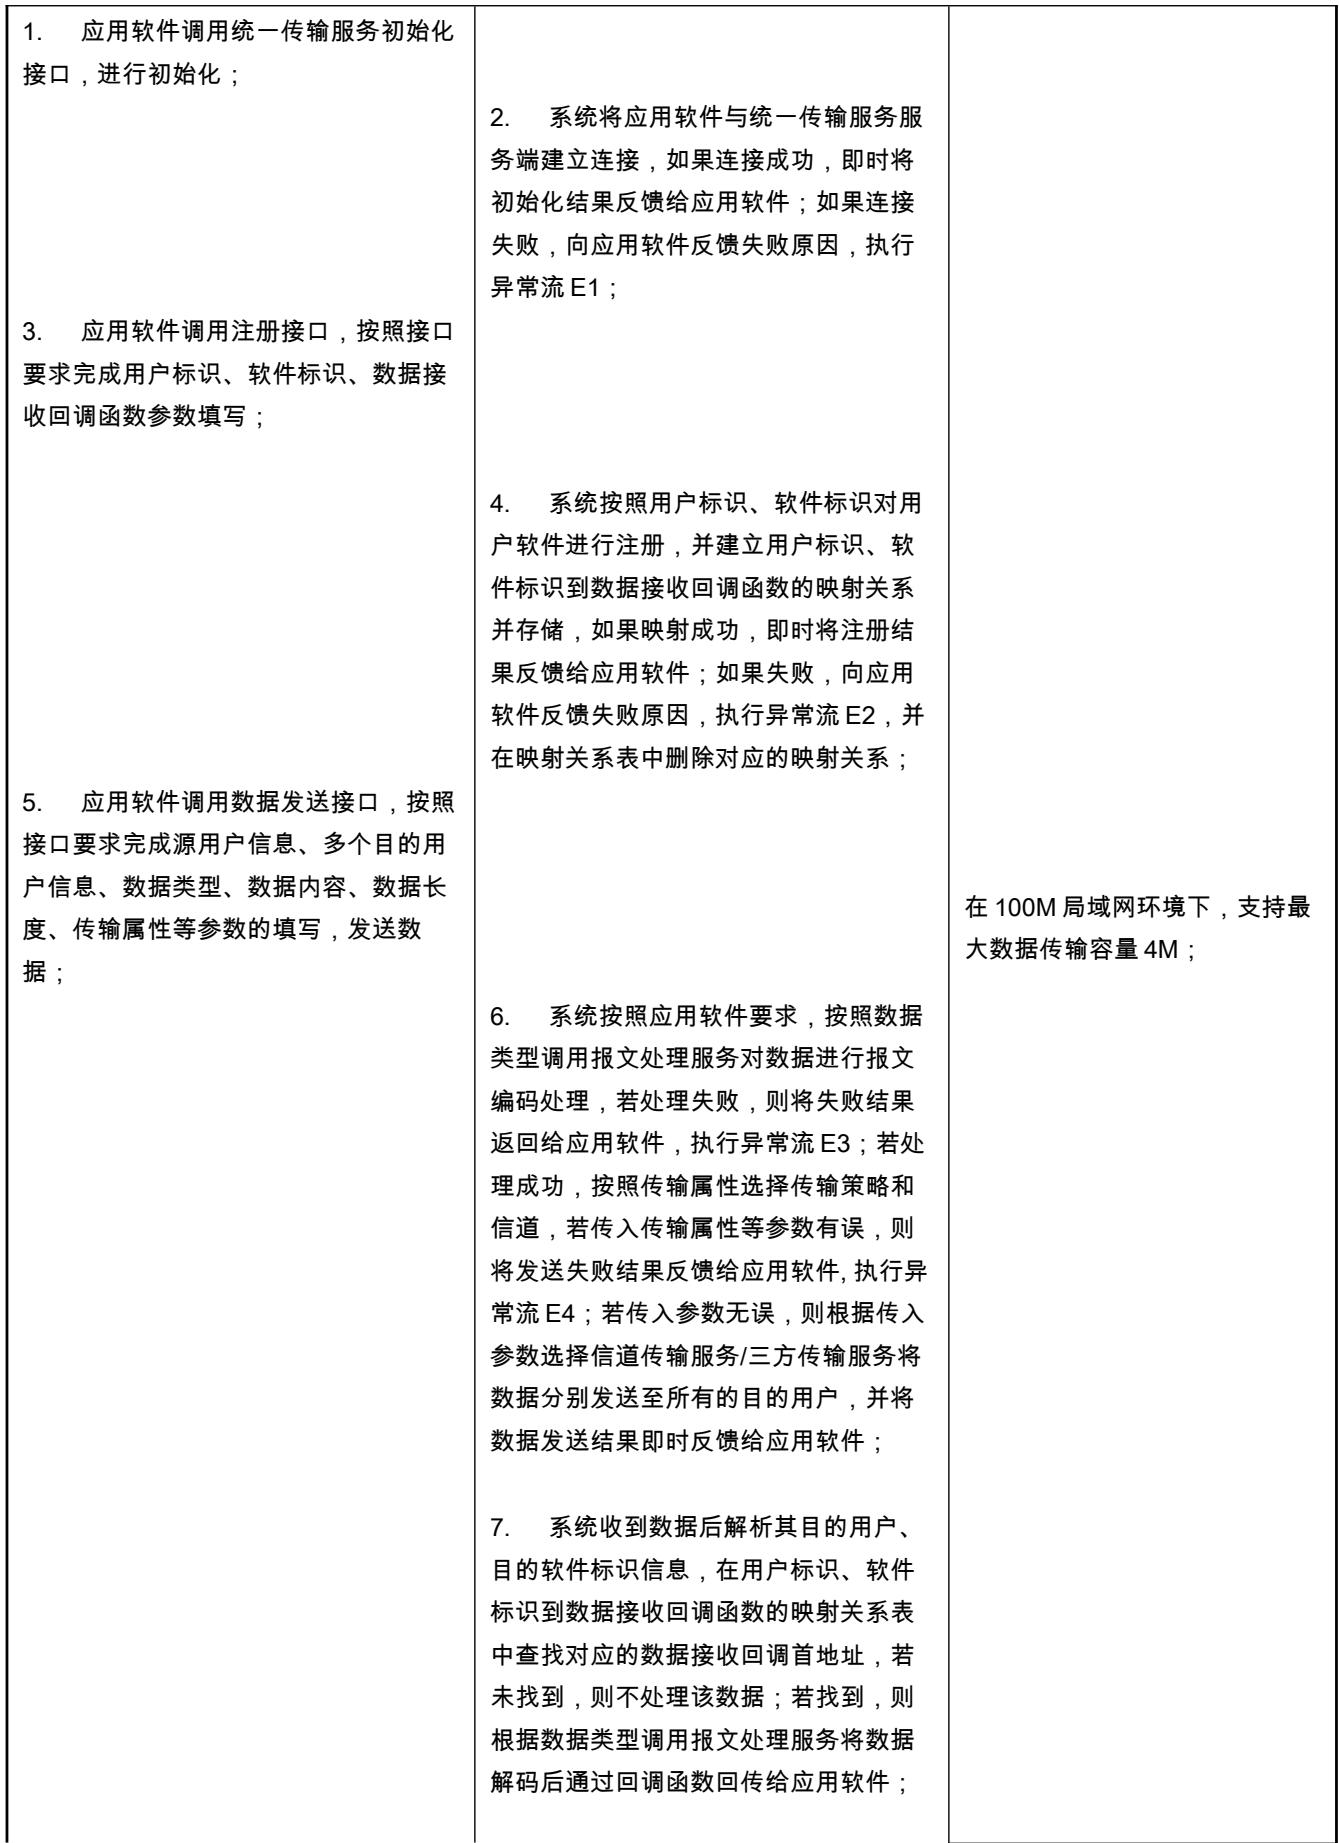 1. 应用软件调用统一传输服务初始化
接口，进行初始化；
2. 系统将应用软件与统一传输服务服
务端建立连接，如果连接成功，即时将
初始化结果反馈给应用软件；如果连接
失败，向应用软件反馈失败原因，执行
异常流 E1；
3. 应用软件调用注册接口，按照接口
要求完成用户标识、软件标识、数据接
收回调函数参数填写；
4. 系统按照用户标识、软件标识对用
户软件进行注册，并建立用户标识、软
件标识到数据接收回调函数的映射关系
并存储，如果映射成功，即时将注册结
果反馈给应用软件；如果失败，向应用
软件反馈失败原因，执行异常流 E2，并
在映射关系表中删除对应的映射关系；
5. 应用软件调用数据发送接口，按照
接口要求完成源用户信息、多个目的用
户信息、数据类型、数据内容、数据长
度、传输属性等参数的填写，发送数
据；
在 100M 局域网环境下，支持最
大数据传输容量 4M；
6. 系统按照应用软件要求，按照数据
类型调用报文处理服务对数据进行报文
编码处理，若处理失败，则将失败结果
返回给应用软件，执行异常流 E3；若处
理成功，按照传输属性选择传输策略和
信道，若传入传输属性等参数有误，则
将发送失败结果反馈给应用软件, 执行异
常流 E4；若传入参数无误，则根据传入
参数选择信道传输服务/三方传输服务将
数据分别发送至所有的目的用户，并将
数据发送结果即时反馈给应用软件；
7. 系统收到数据后解析其目的用户、
目的软件标识信息，在用户标识、软件
标识到数据接收回调函数的映射关系表
中查找对应的数据接收回调首地址，若
未找到，则不处理该数据；若找到，则
根据数据类型调用报文处理服务将数据
解码后通过回调函数回传给应用软件；